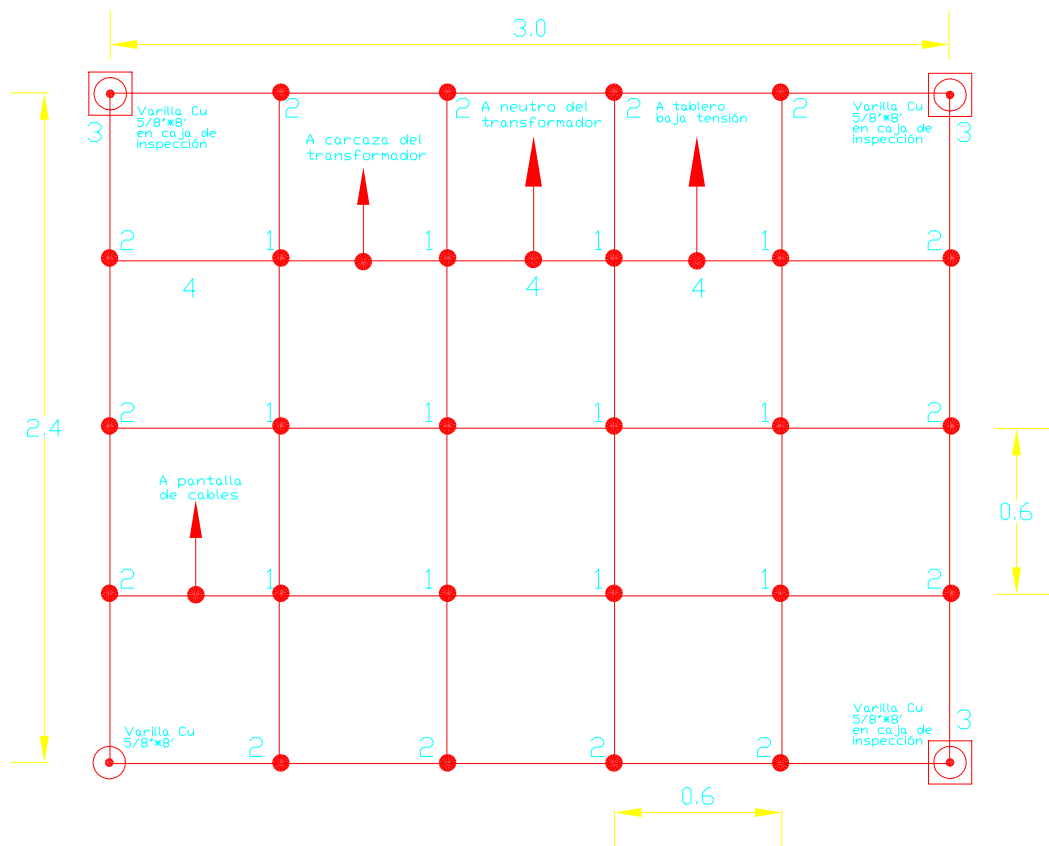 3.0
Varilla Cu
5/8"*8'
en caja de
inspección
3
2
2
2
2
A carcaza del
transformador
A neutro del
transformador
A tablero
baja tensión
Varilla Cu
5/8"*8'
en caja de
inspección
3
2
1
1
1
1
2
4
4
4
2.4
2
1
1
1
1
2
A pantalla
de cables
0.6
2
1
1
1
1
2
Varilla Cu
5/8"*8'
2
2
2
2
Varilla Cu
5/8"*8'
en caja de
inspección
3
0.6